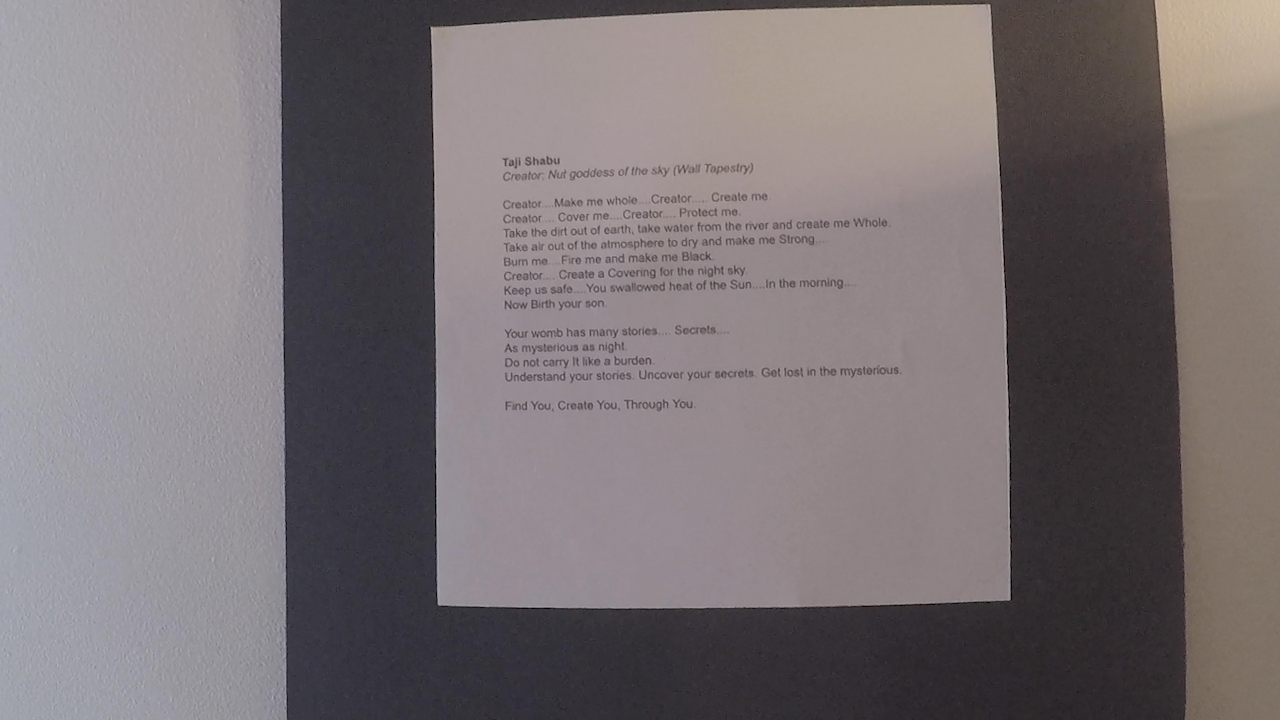 Taji Shabu
Creator: Nut goddess of the sky (Wall Tapestry)
Creator....Make me whole....Creator..... Create me.
Creator.... Cover me....Creator.... Protect me.
Take the dirt out of earth, take water from the river and create me Whole.
Take air out of the atmosphere to dry and make me Strong...
Burn me....Fire me and make me Black.
Creator.... Create a Covering for the night sky.
Keep us safe....You swallowed heat of the Sun....In the morning....
Now Birth your son.
Your womb has many stories.... Secrets....
As mysterious as night.
Do not carry It like a burden.
Understand your stories. Uncover your secrets. Get lost in the mysterious.
Find You, Create You, Through You.